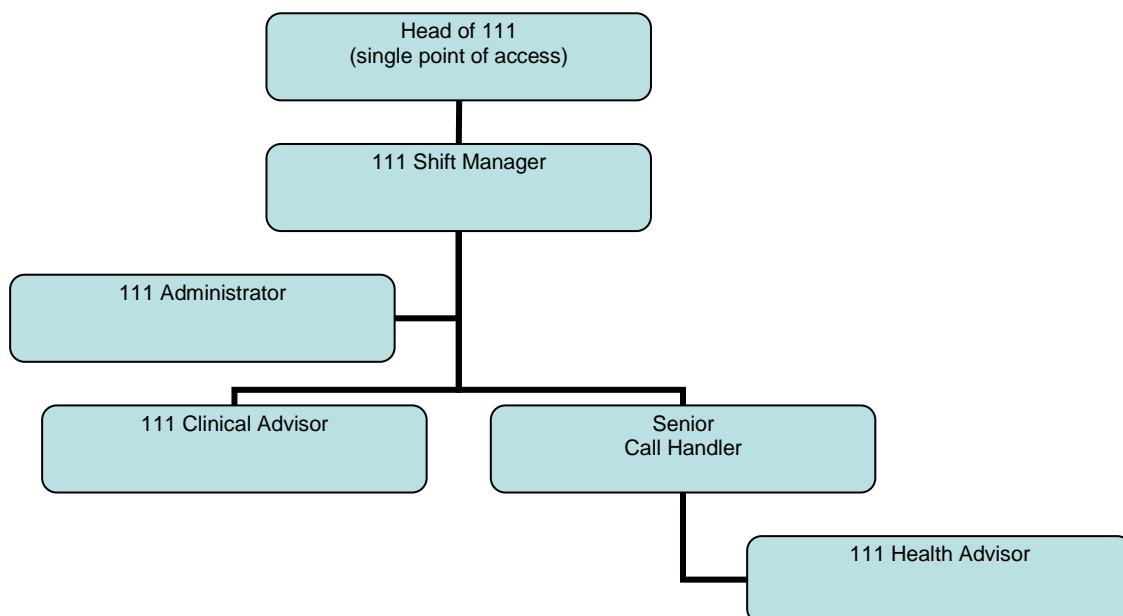 Head of 111
(single point of access)
111 Shift Manager
111 Administrator
111 Clinical Advisor
Senior
Call Handler
111 Health Advisor